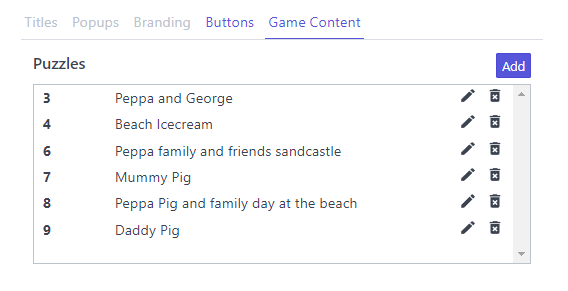 Titles Popups Branding Buttons Game Content
Puzzles Add
3 Peppa and George
4 Beach Icecream
6 Peppa family and friends sandcastle
7 Mummy Pig
8 Peppa Pig and family day at the beach
9 Daddy Pig